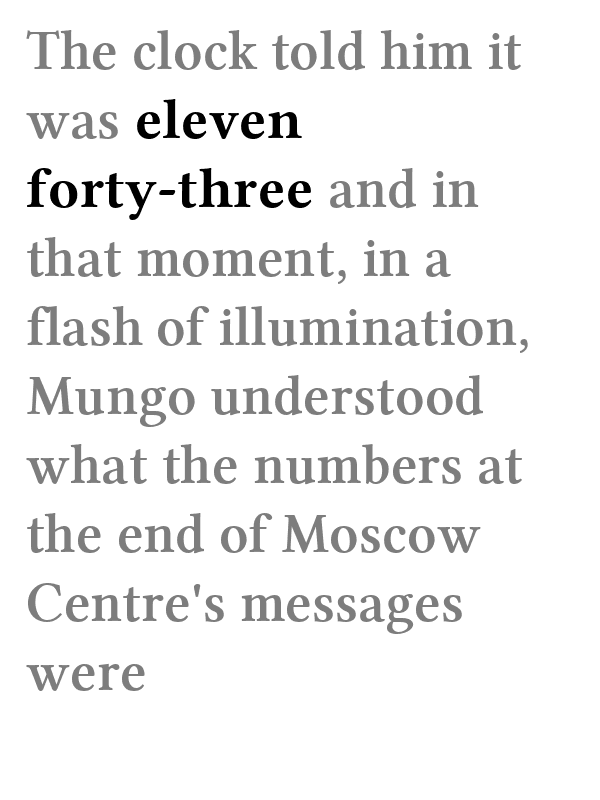 The clock told him it
was eleven
forty-three and in
that moment, in a
flash of illumination,
Mungo understood
what the numbers at
the end of Moscow
Centre's messages
were